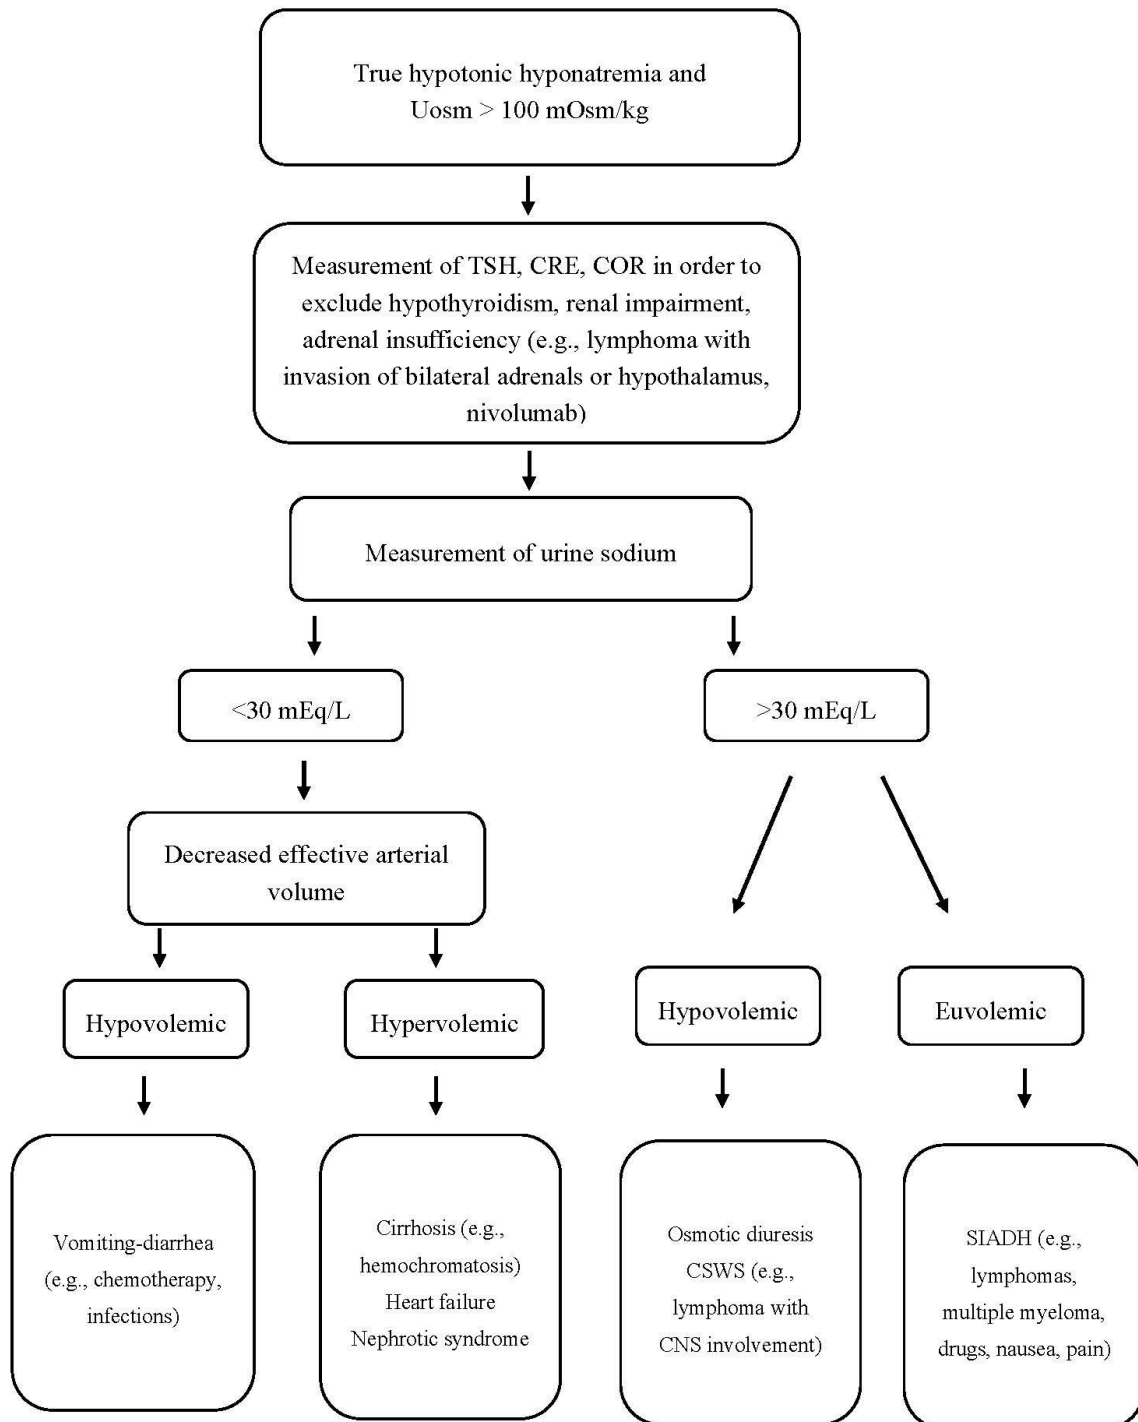 True hypotonic hyponatremia and
Uosm > 100 mOsm/kg
Measurement of TSH, CRE, COR in order to
exclude hypothyroidism, renal impairment,
adrenal insufficiency (e.g., lymphoma with
invasion of bilateral adrenals or hypothalamus,
nivolumab)
Measurement of urine sodium
<30 mEq/L
>30 mEq/L
Decreased effective arterial
volume
Hypovolemic
Hypervolemic
Hypovolemic
Euvolemic
Vomiting-diarrhea
(e.g., chemotherapy,
infections)
Cirrhosis (e.g.,
hemochromatosis)
Heart failure
Nephrotic syndrome
Osmotic diuresis
CSWS (e.g.,
lymphoma with
CNS involvement)
SIADH (e.g.,
lymphomas,
multiple myeloma,
drugs, nausea, pain)